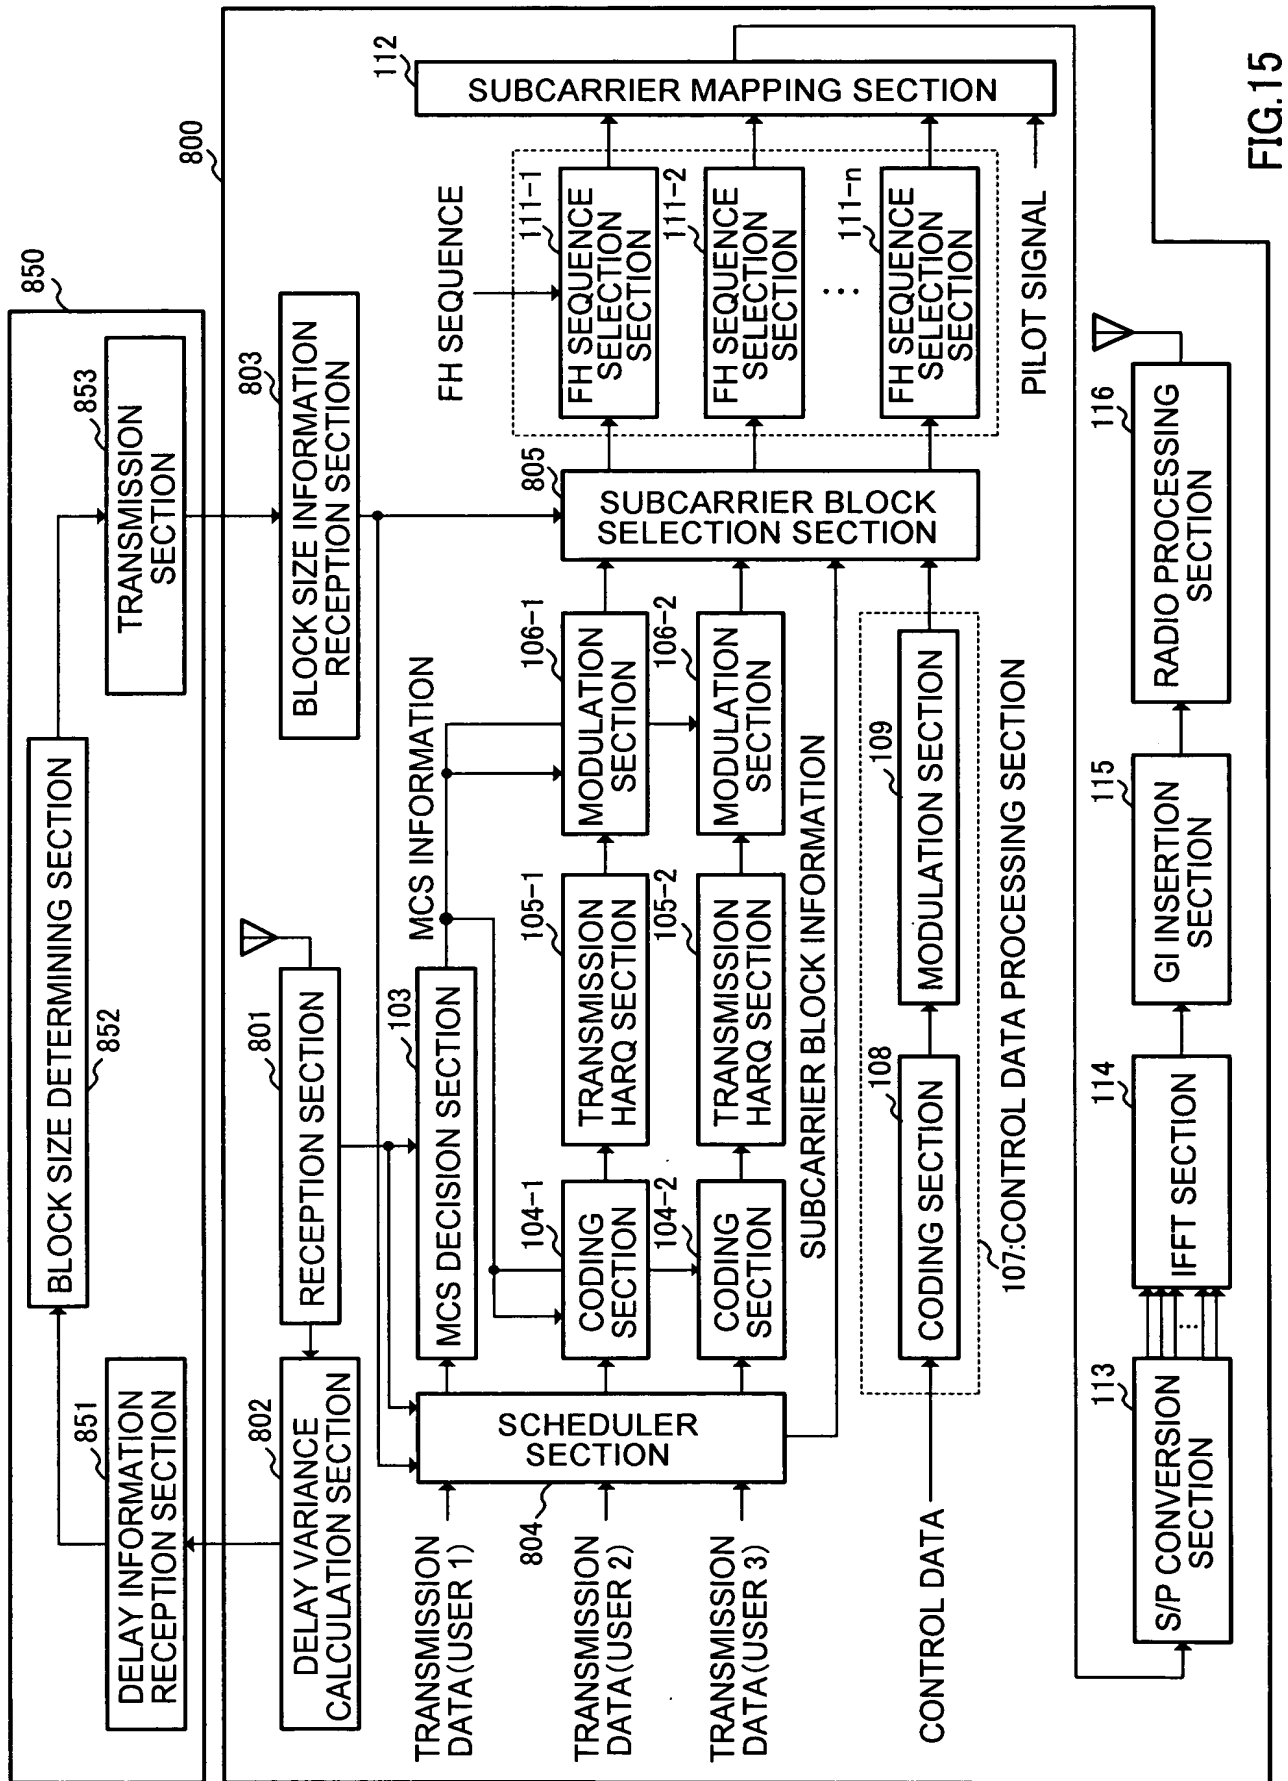 850
DELAY INFORMATION
RECEPTION SECTION
851
BLOCK SIZE DETERMINING SECTION
852
TRANSMISSION
SECTION
853
800
DELAY VARIANCE
CALCULATION SECTION
802
RECEPTION SECTION
801
BLOCK SIZE INFORMATION
RECEPTION SECTION
803
MCS DECISION SECTION
103
MCS INFORMATION
FH SEQUENCE
TRANSMISSION
DATA(USER 1)
TRANSMISSION
DATA(USER 2)
TRANSMISSION
DATA(USER 3)
SCHEDULER
SECTION
804
CODING
SECTION
104-1
TRANSMISSION
HARQ SECTION
105-1
MODULATION
SECTION
106-1
CODING
SECTION
104-2
TRANSMISSION
HARQ SECTION
105-2
MODULATION
SECTION
106-2
SUBCARRIER BLOCK INFORMATION
SUBCARRIER BLOCK
SELECTION SECTION
805
FH SEQUENCE
SELECTION
SECTION
111-1
FH SEQUENCE
SELECTION
SECTION
111-2
...
FH SEQUENCE
SELECTION
SECTION
111-n
SUBCARRIER MAPPING SECTION
112
PILOT SIGNAL
CONTROL DATA
CODING SECTION
108
MODULATION SECTION
109
107:CONTROL DATA PROCESSING SECTION
S/P CONVERSION
SECTION
113
...
IFFT SECTION
114
GI INSERTION
SECTION
115
RADIO PROCESSING
SECTION
116
FIG.15